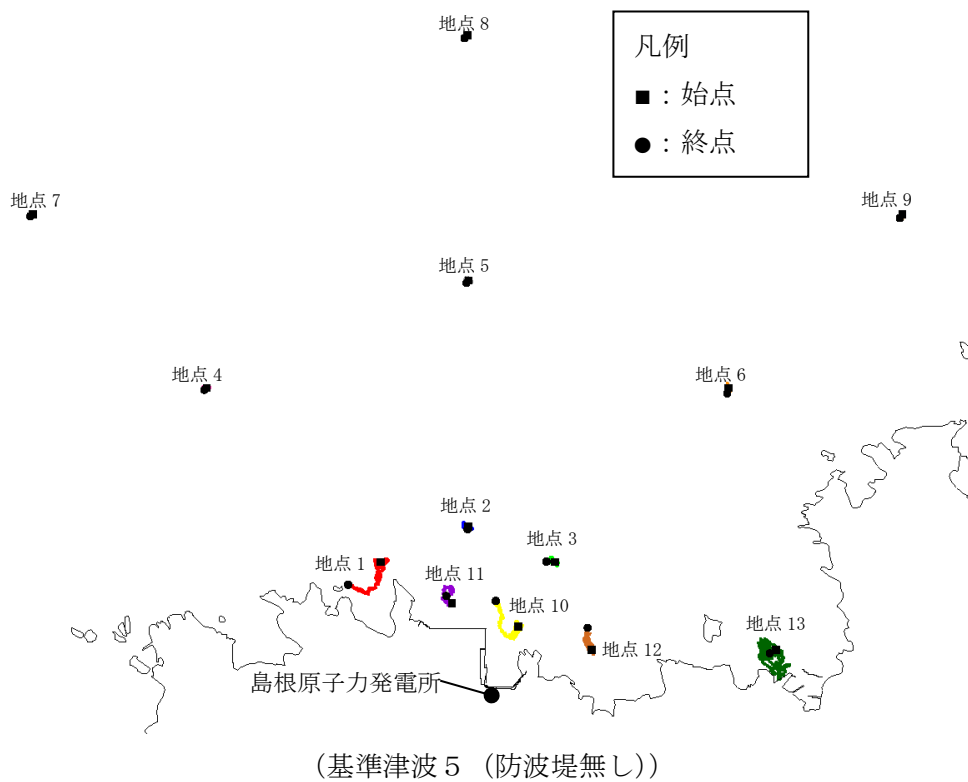 地点 8
凡例
■：始点
●：終点
地点 7
地点 9
地点 5
地点 4
地点 6
地点 2
地点 3
地点 1
地点 11
地点 10
地点 12
地点 13
島根原子力発電所
（基準津波５（防波堤無し））